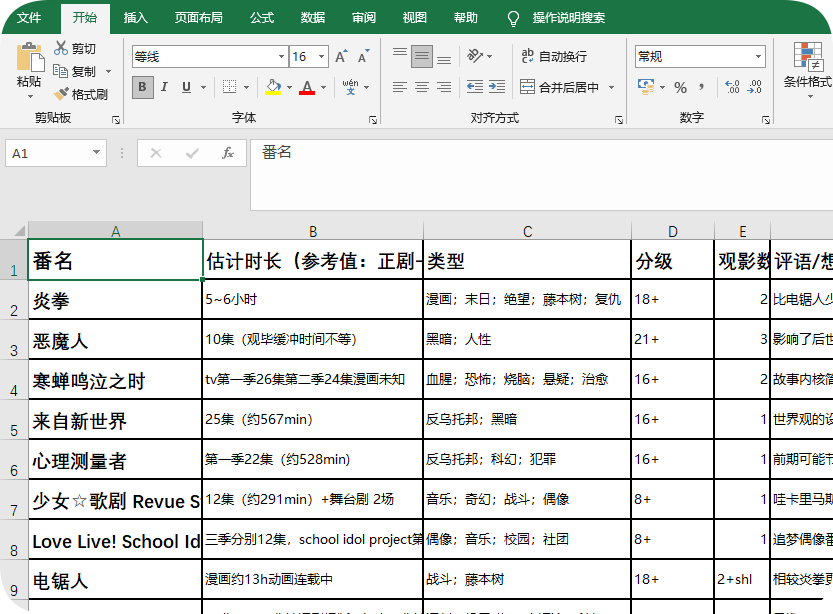 文件 开始 插入 页面布局 公式 数据 审阅 视图 帮助 操作说明搜索
剪切 等线 16 A A ab 自动换行 常规
粘贴 复制 B I U A wén 文 合并后居中 % , .00 .00 条件格式
格式刷
剪贴板 字体 对齐方式 数字
A1 fx 番名
A B C D E
1 番名 估计时长（参考值：正剧 类型 分级 观影数 评语/想
2 炎拳 5~6小时 漫画；末日；绝望；藤本树；复仇 18+ 2 比电锯人少
3 恶魔人 10集（观毕缓冲时间不等） 黑暗；人性 21+ 3 影响了后世
4 寒蝉鸣泣之时 tv第一季26集第二季24集漫画未知 血腥；恐怖；烧脑；悬疑；治愈 16+ 2 故事内核简
5 来自新世界 25集（约567min） 反乌托邦；黑暗 16+ 1 世界观的设
6 心理测量者 第一季22集（约528min） 反乌托邦；科幻；犯罪 16+ 1 前期可能节
7 少女☆歌剧 Revue S 12集（约291min）+舞台剧 2场 音乐；奇幻；战斗；偶像 8+ 1 哇卡里马斯
8 Love Live! School Id 三季分别12集，school idol project第 偶像；音乐；校园；社团 8+ 1 追梦偶像番
9 电锯人 漫画约13h动画连载中 战斗；藤本树 18+ 2+shl 相较炎拳更